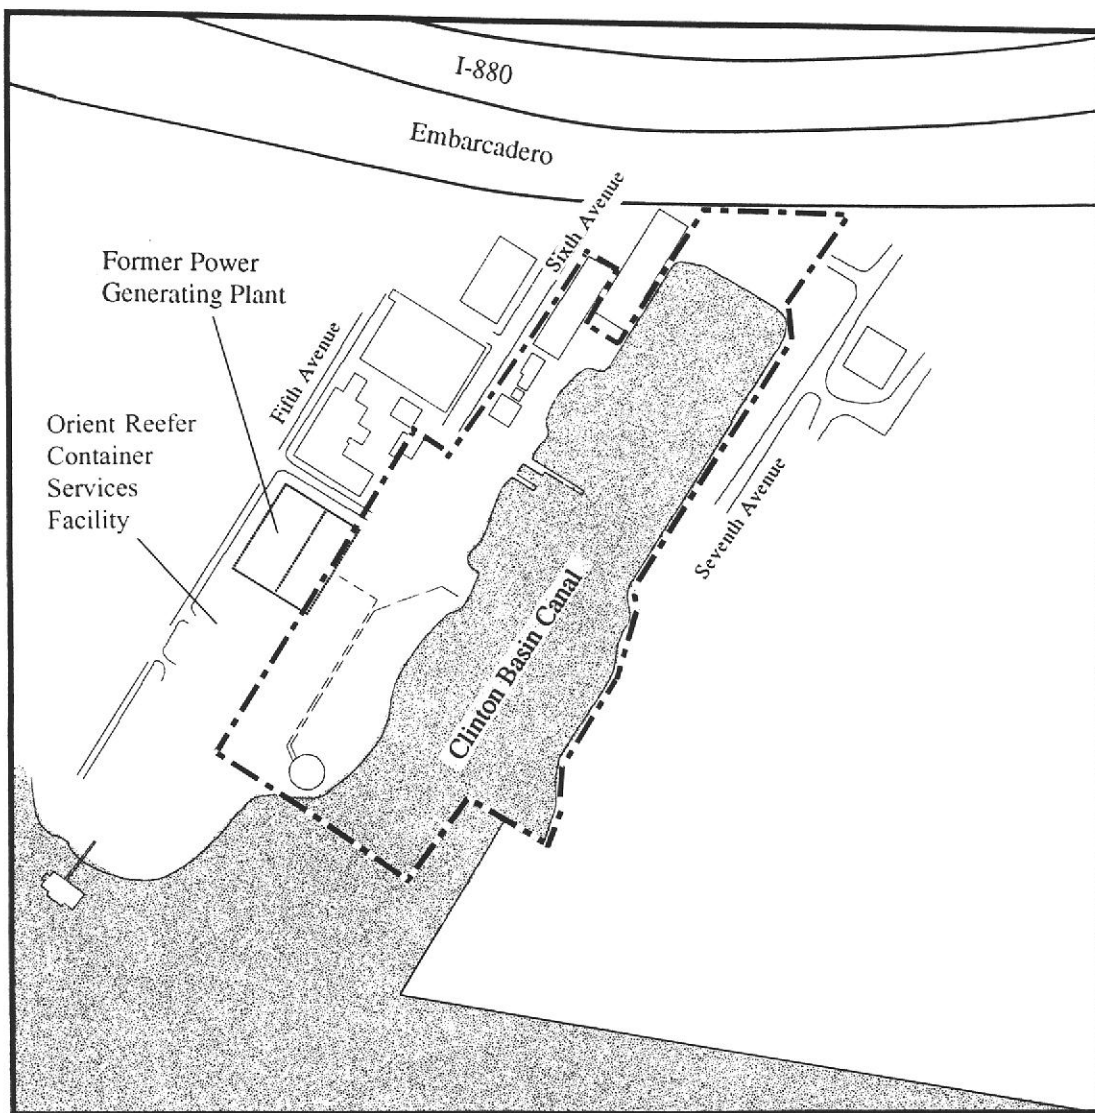 I-880
Embarcadero
Sixth Avenue
Former Power
Generating Plant
Fifth Avenue
Orient Reefer
Container
Services
Facility
Seventh Avenue
Clinton Basin Canal